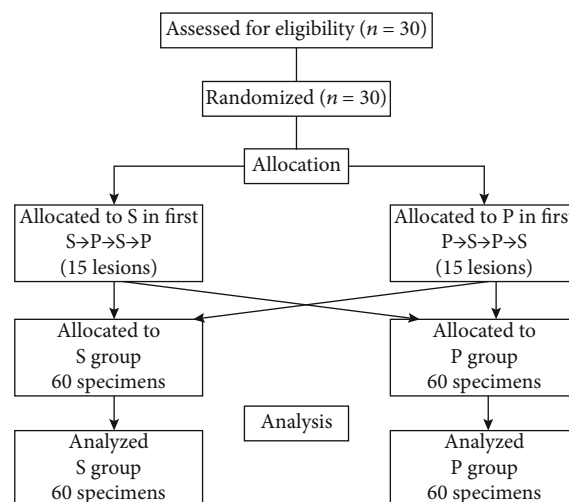 Assessed for eligibility (n = 30)
Randomized (n = 30)
Allocation
Allocated to S in first
S→P→S→P
(15 lesions)
Allocated to P in first
P→S→P→S
(15 lesions)
Allocated to
S group
60 specimens
Allocated to
P group
60 specimens
Analysis
Analyzed
S group
60 specimens
Analyzed
P group
60 specimens